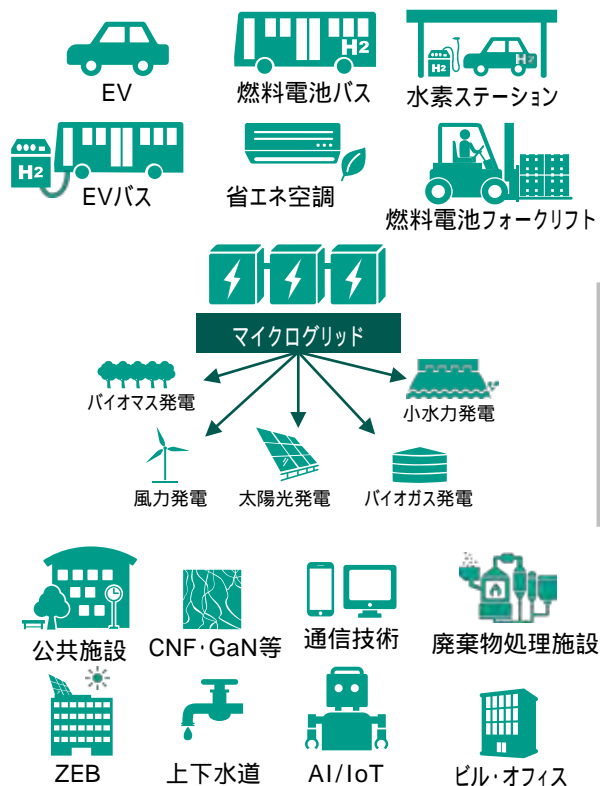 H2
H2
H2
EV
燃料電池バス
水素ステーション
H2
EVバス
省エネ空調
燃料電池フォークリフト
マイクログリッド
バイオマス発電
小水力発電
風力発電
太陽光発電
バイオガス発電
公共施設
CNF･GaN等
通信技術
廃棄物処理施設
ZEB
上下水道
AI/IoT
ビル･オフィス